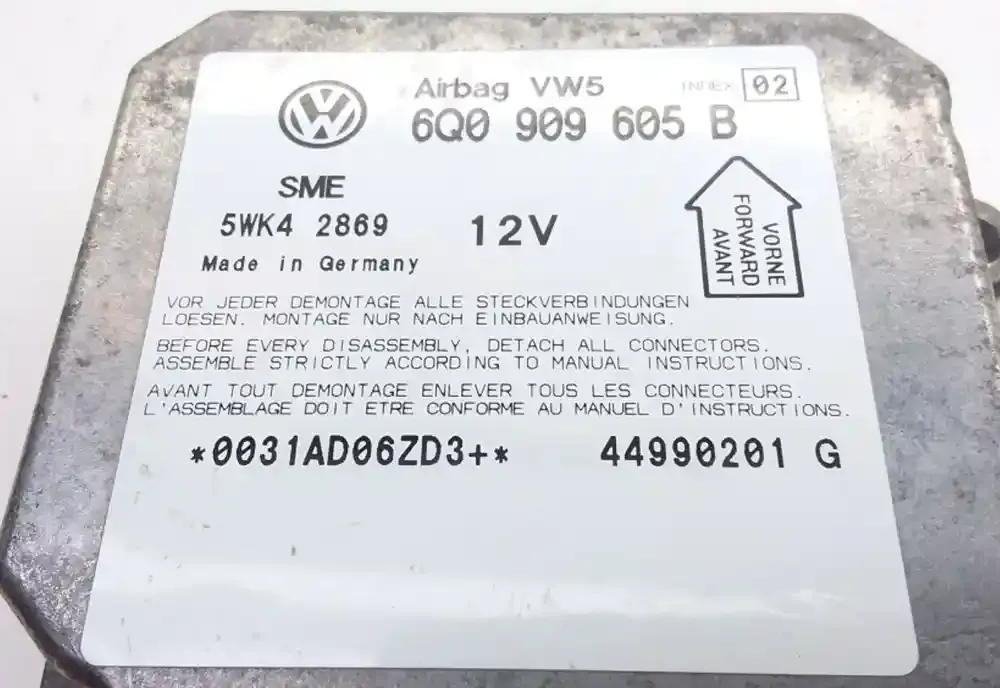 Airbag VW5 INDEX 02
6Q0 909 605 B
SME
5WK4 2869 12V
Made in Germany
VORNE
FORWARD
AVANT
VOR JEDER DEMONTAGE ALLE STECKVERBINDUNGEN
LOESEN. MONTAGE NUR NACH EINBAUANWEISUNG.
BEFORE EVERY DISASSEMBLY, DETACH ALL CONNECTORS.
ASSEMBLE STRICTLY ACCORDING TO MANUAL INSTRUCTIONS.
AVANT TOUT DEMONTAGE ENLEVER TOUS LES CONNECTEURS.
L'ASSEMBLAGE DOIT ETRE CONFORME AU MANUEL D'INSTRUCTIONS.
*0031AD06ZD3+* 44990201 G